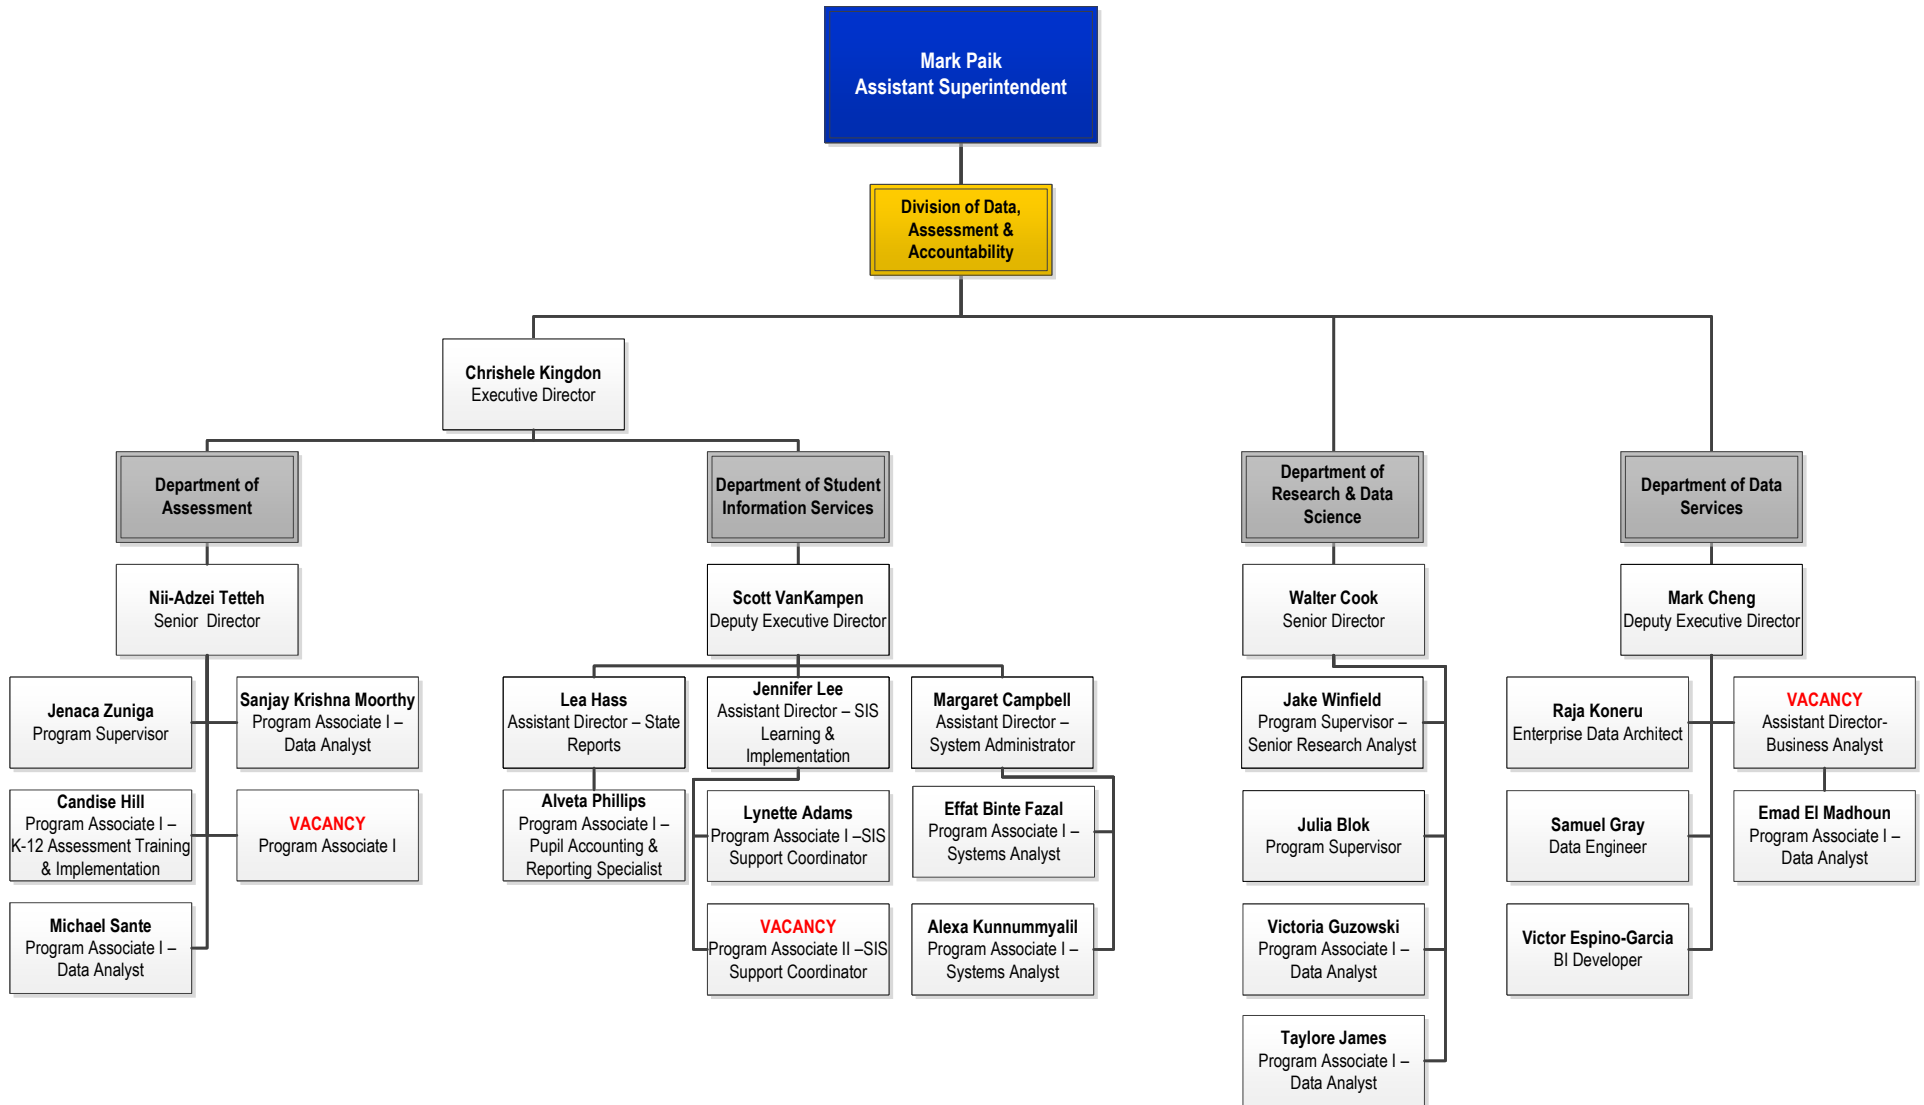 Mark Paik
Assistant Superintendent
Division of Data,
Assessment &
Accountability
Chrishele Kingdon
Executive Director
Department of
Assessment
Department of Student
Information Services
Department of
Research & Data
Science
Department of Data
Services
Nii-Adzei Tetteh
Senior Director
Scott VanKampen
Deputy Executive Director
Walter Cook
Senior Director
Mark Cheng
Deputy Executive Director
Jenaca Zuniga
Program Supervisor
Sanjay Krishna Moorthy
Program Associate I –
Data Analyst
Candise Hill
Program Associate I –
K-12 Assessment Training
& Implementation
VACANCY
Program Associate I
Michael Sante
Program Associate I –
Data Analyst
Lea Hass
Assistant Director – State
Reports
Jennifer Lee
Assistant Director – SIS
Learning &
Implementation
Margaret Campbell
Assistant Director –
System Administrator
Alveta Phillips
Program Associate I –
Pupil Accounting &
Reporting Specialist
Lynette Adams
Program Associate I –SIS
Support Coordinator
Effat Binte Fazal
Program Associate I –
Systems Analyst
VACANCY
Program Associate II –SIS
Support Coordinator
Alexa Kunnummyalil
Program Associate I –
Systems Analyst
Jake Winfield
Program Supervisor –
Senior Research Analyst
Julia Blok
Program Supervisor
Victoria Guzowski
Program Associate I –
Data Analyst
Taylore James
Program Associate I –
Data Analyst
Raja Koneru
Enterprise Data Architect
VACANCY
Assistant Director-
Business Analyst
Samuel Gray
Data Engineer
Emad El Madhoun
Program Associate I –
Data Analyst
Victor Espino-Garcia
BI Developer